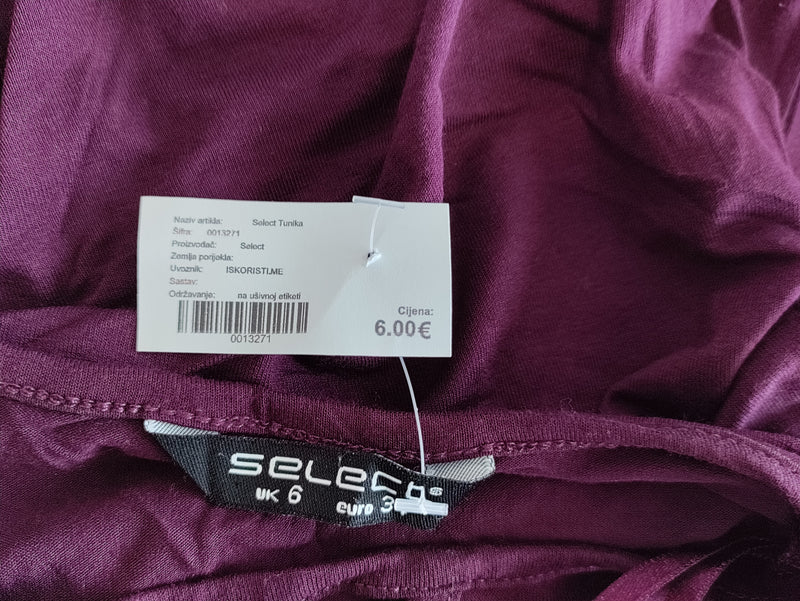 Naziv artikla: Select Tunika
Šifra: 0013271
Proizvođač: Select
Zemlja porijekla:
Uvoznik: ISKORISTI.ME
Sastav:
Održavanje: na ušivnoj etiketi
0013271
Cijena:
6.00€
select
UK 6 euro